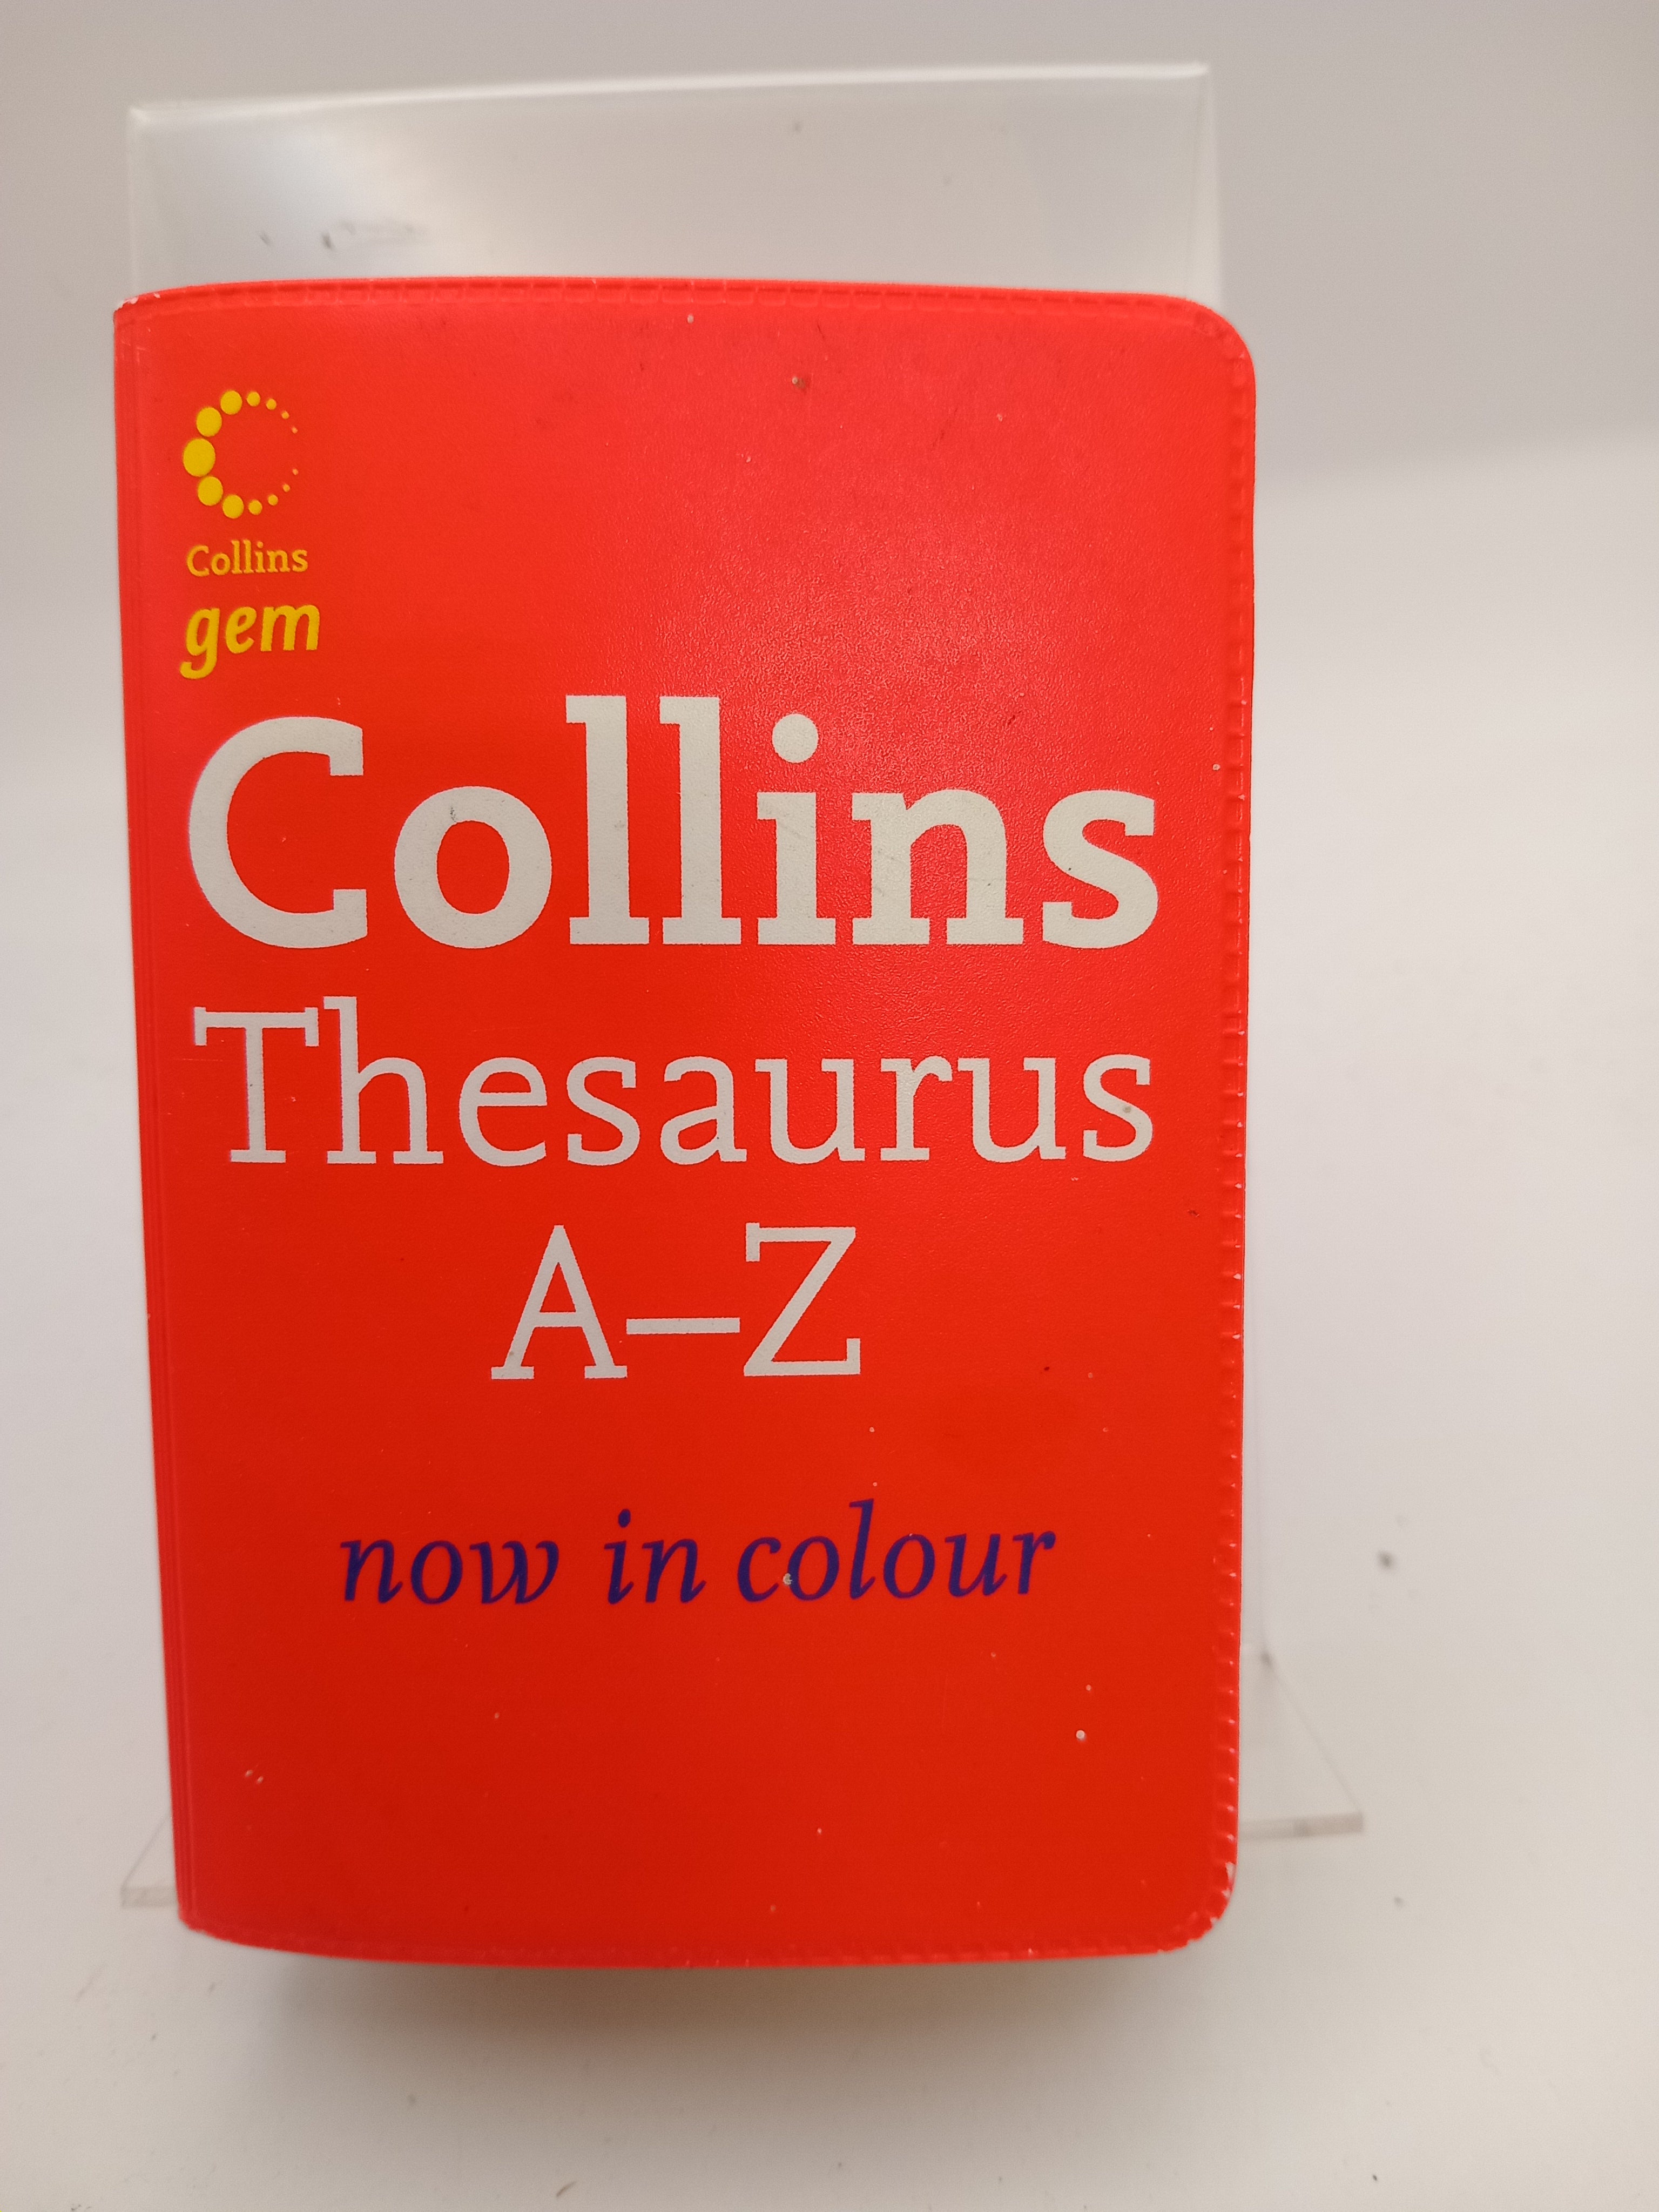 Collins
gem
Collins
Thesaurus
A–Z
now in colour